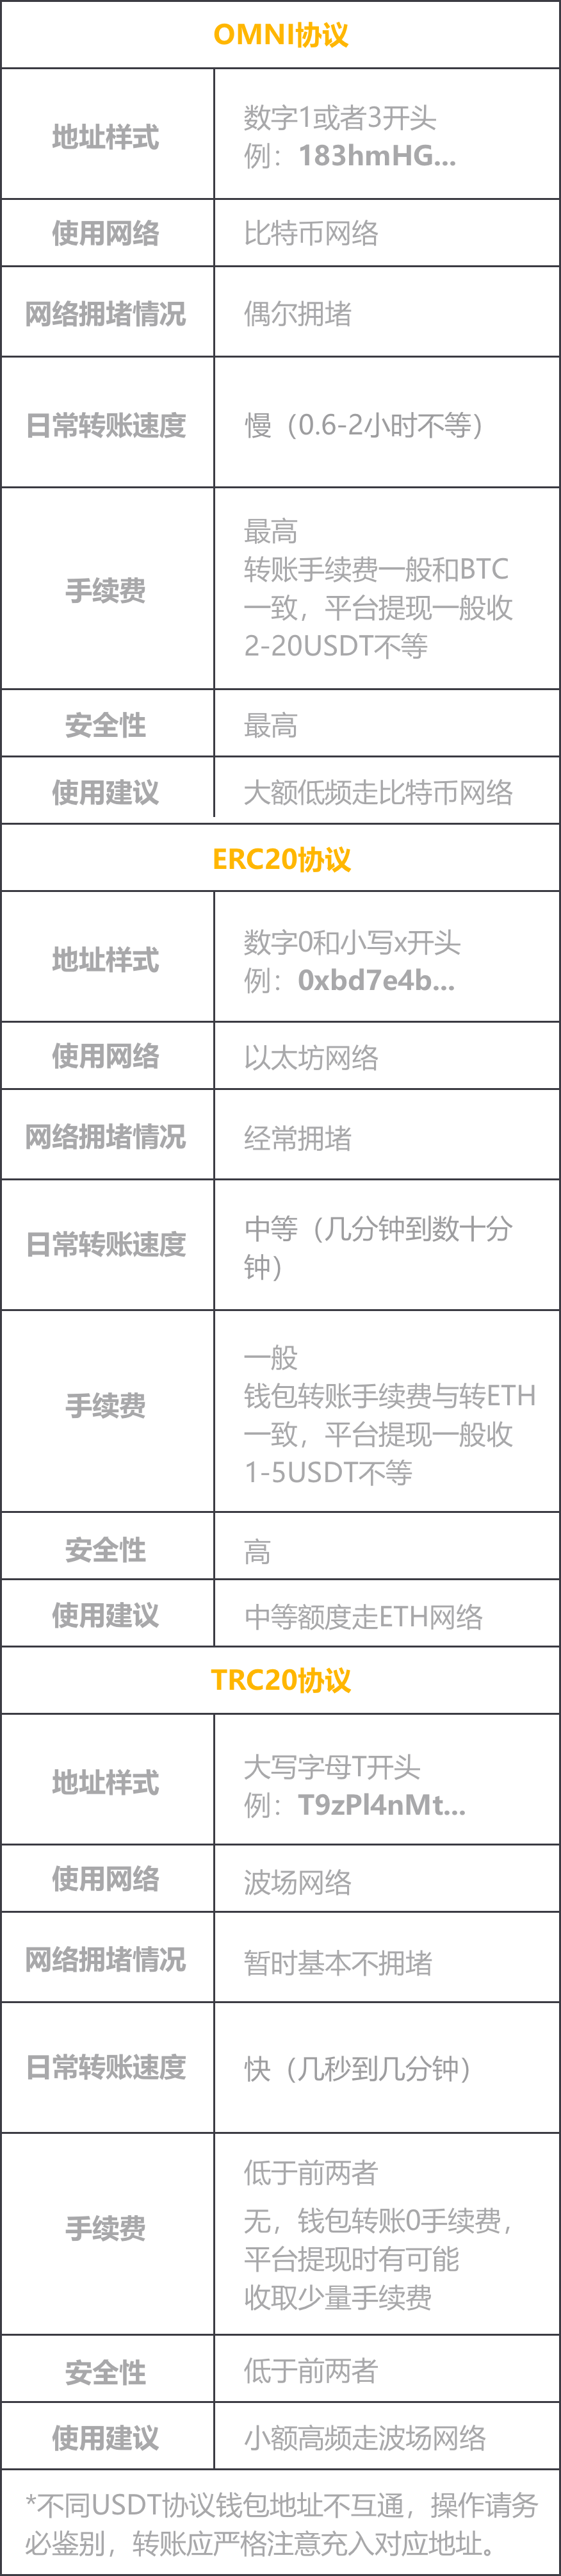 OMNI协议
地址样式
数字1或者3开头
例：183hmHG...
使用网络
比特币网络
网络拥堵情况
偶尔拥堵
日常转账速度
慢（0.6-2小时不等）
手续费
最高
转账手续费一般和BTC
一致，平台提现一般收
2-20USDT不等
安全性
最高
使用建议
大额低频走比特币网络
ERC20协议
地址样式
数字0和小写x开头
例：0xbd7e4b...
使用网络
以太坊网络
网络拥堵情况
经常拥堵
日常转账速度
中等（几分钟到数十分
钟）
手续费
一般
钱包转账手续费与转ETH
一致，平台提现一般收
1-5USDT不等
安全性
高
使用建议
中等额度走ETH网络
TRC20协议
地址样式
大写字母T开头
例：T9zPl4nMt...
使用网络
波场网络
网络拥堵情况
暂时基本不拥堵
日常转账速度
快（几秒到几分钟）
手续费
低于前两者
无，钱包转账0手续费，
平台提现时有可能
收取少量手续费
安全性
低于前两者
使用建议
小额高频走波场网络
*不同USDT协议钱包地址不互通，操作请务
必鉴别，转账应严格注意充入对应地址。